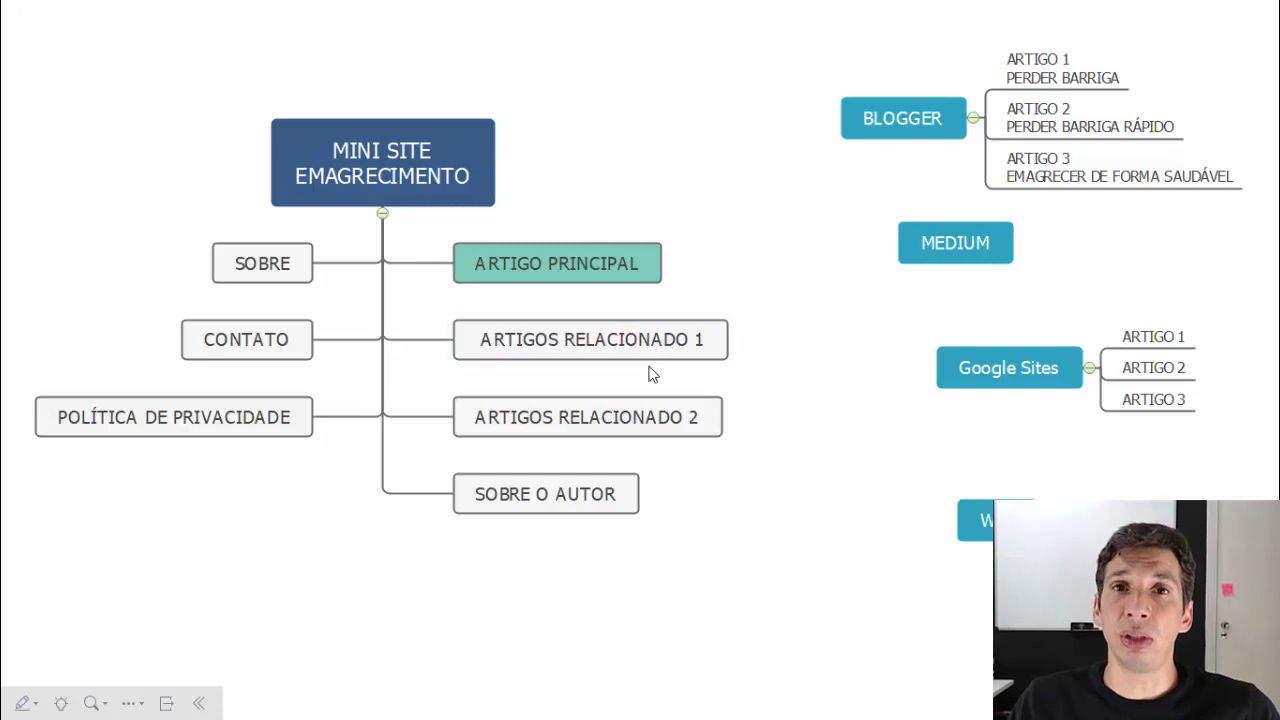 MINI SITE
EMAGRECIMENTO
SOBRE
ARTIGO PRINCIPAL
CONTATO
ARTIGOS RELACIONADO 1
POLÍTICA DE PRIVACIDADE
ARTIGOS RELACIONADO 2
SOBRE O AUTOR
BLOGGER
ARTIGO 1
PERDER BARRIGA
ARTIGO 2
PERDER BARRIGA RÁPIDO
ARTIGO 3
EMAGRECER DE FORMA SAUDÁVEL
MEDIUM
Google Sites
ARTIGO 1
ARTIGO 2
ARTIGO 3